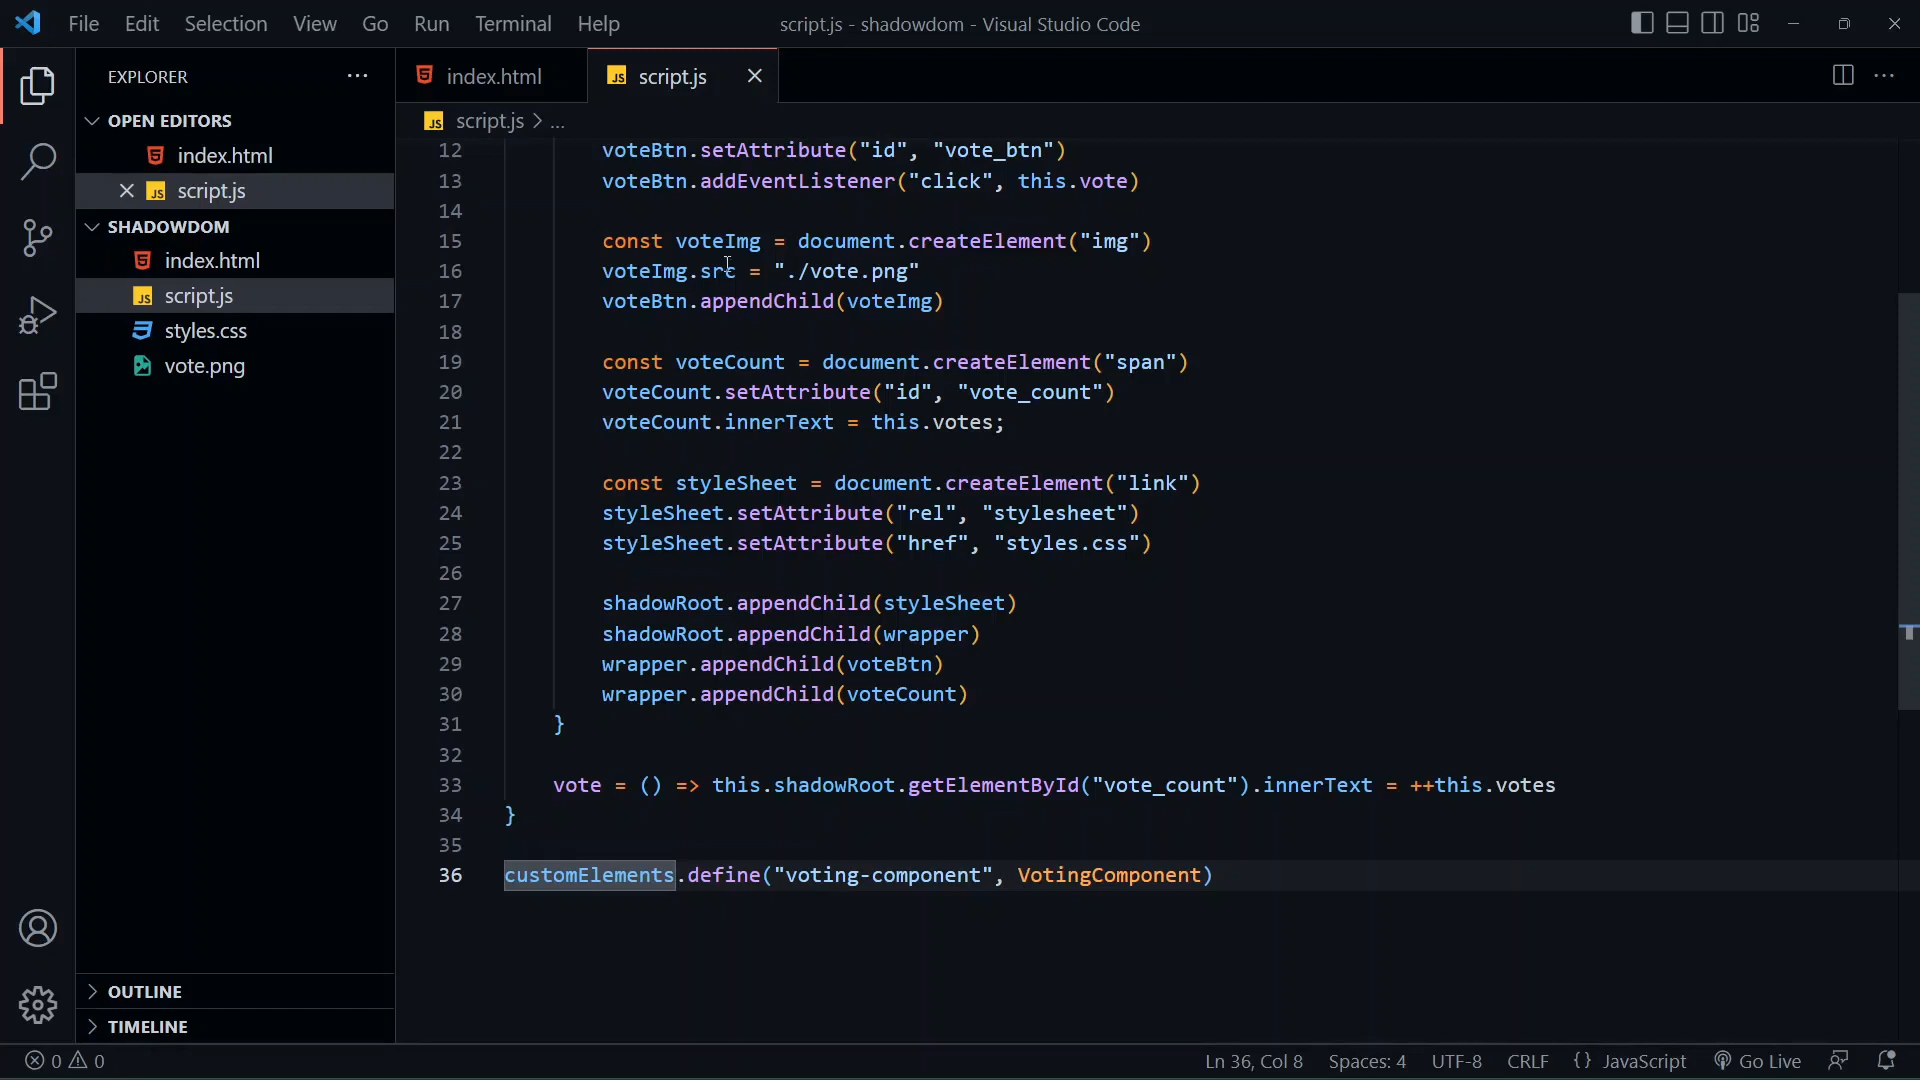 File Edit Selection View Go Run Terminal Help script.js - shadowdom - Visual Studio Code
EXPLORER
OPEN EDITORS
index.html
script.js
SHADOWDOM
index.html
script.js
styles.css
vote.png
OUTLINE
TIMELINE
index.html JS script.js
JS script.js > ...
12 voteBtn.setAttribute("id", "vote_btn")
13 voteBtn.addEventListener("click", this.vote)
14
15 const voteImg = document.createElement("img")
16 voteImg.src = "./vote.png"
17 voteBtn.appendChild(voteImg)
18
19 const voteCount = document.createElement("span")
20 voteCount.setAttribute("id", "vote_count")
21 voteCount.innerText = this.votes;
22
23 const styleSheet = document.createElement("link")
24 styleSheet.setAttribute("rel", "stylesheet")
25 styleSheet.setAttribute("href", "styles.css")
26
27 shadowRoot.appendChild(styleSheet)
28 shadowRoot.appendChild(wrapper)
29 wrapper.appendChild(voteBtn)
30 wrapper.appendChild(voteCount)
31 }
32
33 vote = () => this.shadowRoot.getElementById("vote_count").innerText = ++this.votes
34 }
35
36 customElements.define("voting-component", VotingComponent)
0 0 Ln 36, Col 8 Spaces: 4 UTF-8 CRLF {} JavaScript Go Live